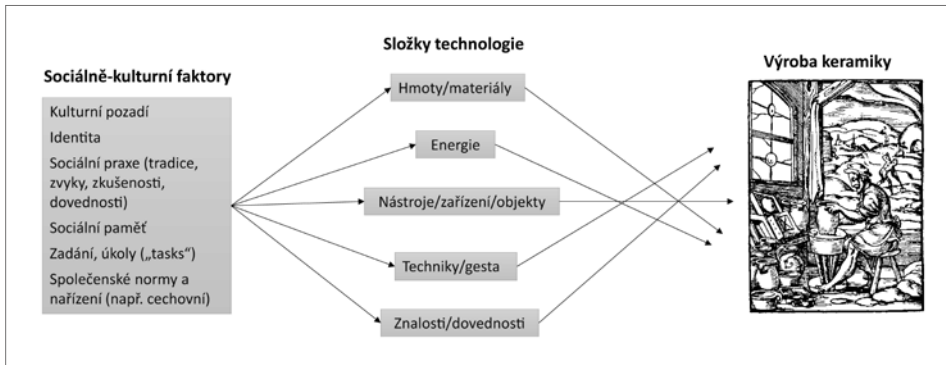 Sociálně-kulturní faktory
Kulturní pozadí
Identita
Sociální praxe (tradice,
zvyky, zkušenosti,
dovednosti)
Sociální paměť
Zadání, úkoly („tasks“)
Společenské normy a
nařízení (např. cechovní)
Složky technologie
Hmoty/materiály
Energie
Nástroje/zařízení/objekty
Techniky/gesta
Znalosti/dovednosti
Výroba keramiky